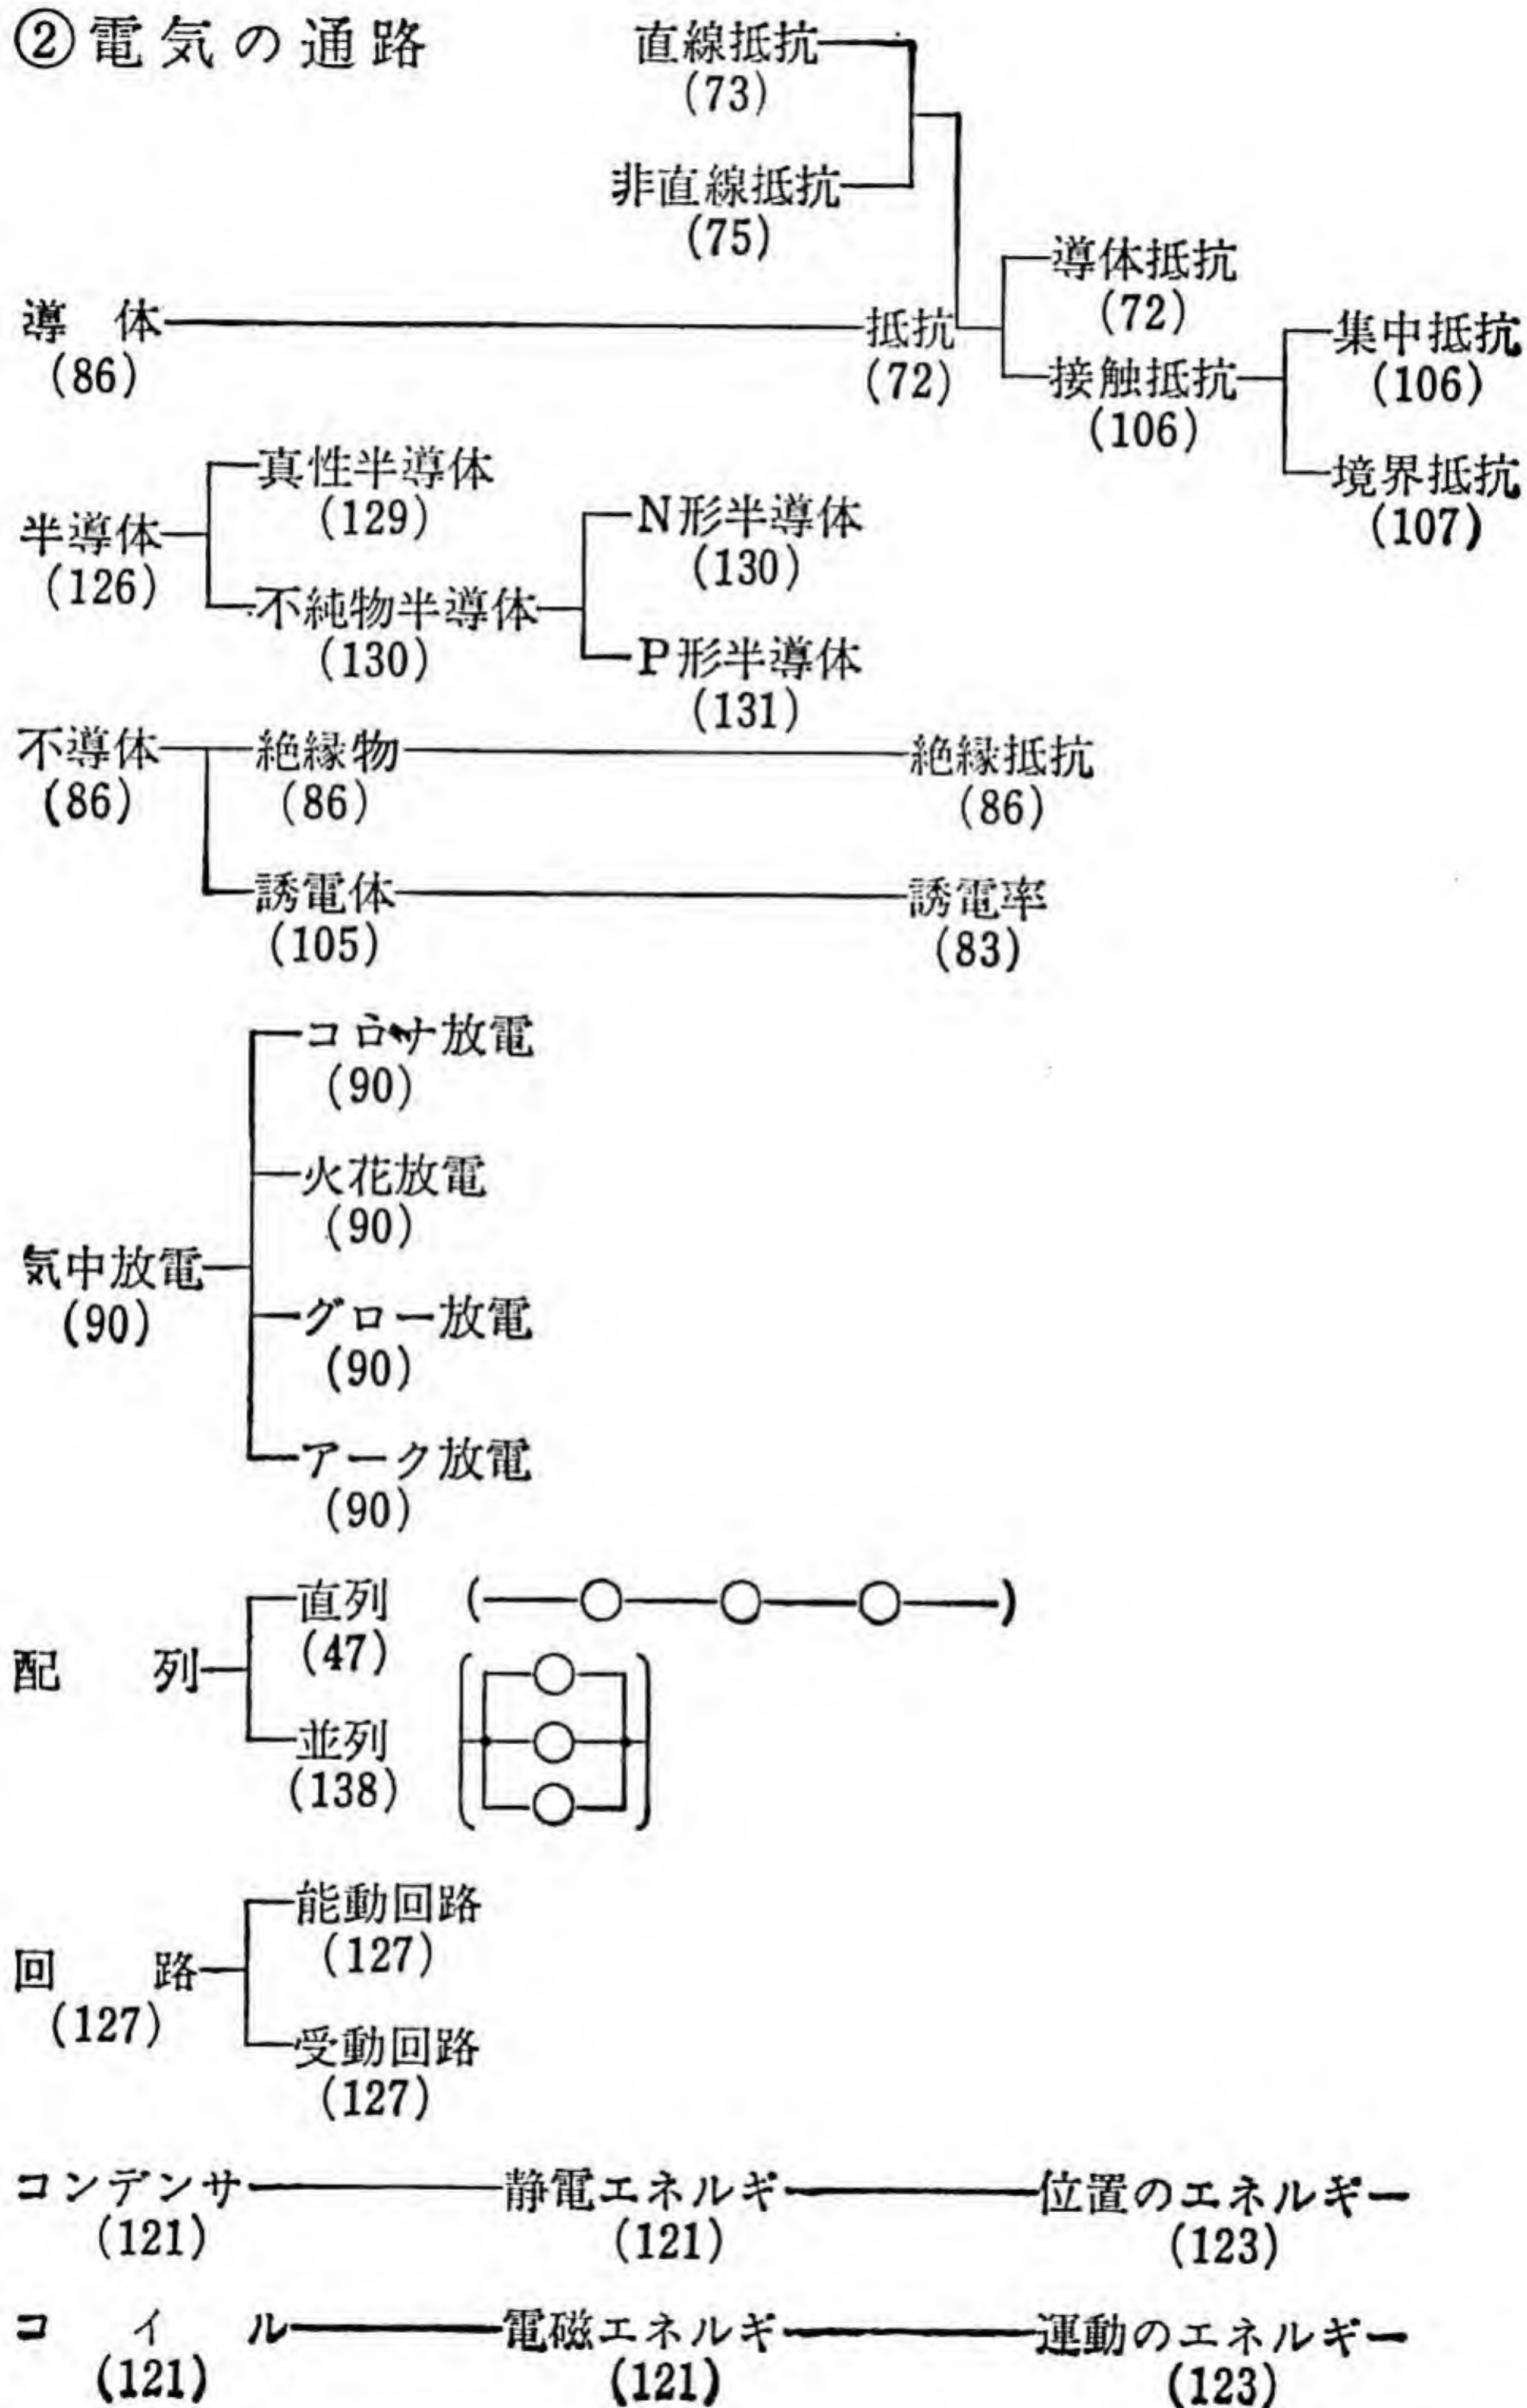 ②電気の通路
直線抵抗
(73)
非直線抵抗
(75)
導体
(86)
抵抗
(72)
導体抵抗
(72)
接触抵抗
(106)
集中抵抗
(106)
境界抵抗
(107)
半導体
(126)
真性半導体
(129)
不純物半導体
(130)
N形半導体
(130)
P形半導体
(131)
不導体
(86)
絶縁物
(86)
絶縁抵抗
(86)
誘電体
(105)
誘電率
(83)
気中放電
(90)
コロナ放電
(90)
火花放電
(90)
グロー放電
(90)
アーク放電
(90)
配列
直列
(47)
並列
(138)
回路
(127)
能動回路
(127)
受動回路
(127)
コンデンサ
(121)
静電エネルギ
(121)
位置のエネルギー
(123)
コイル
(121)
電磁エネルギ
(121)
運動のエネルギー
(123)